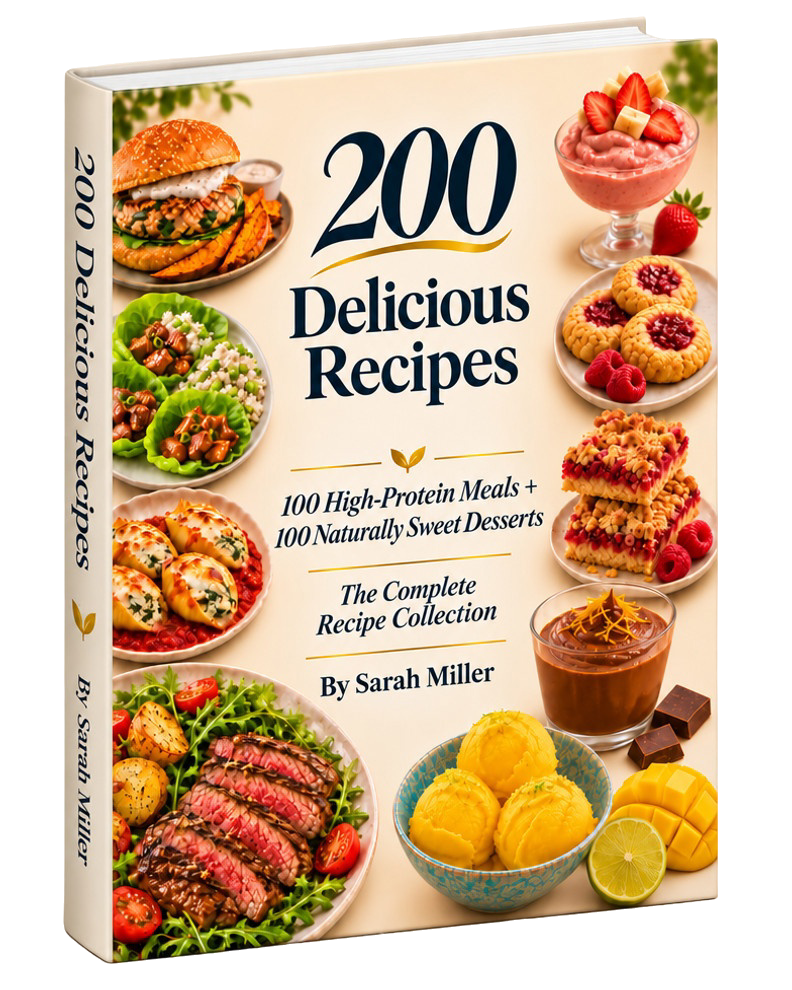 200 Delicious Recipes
By Sarah Miller
200
Delicious
Recipes
100 High-Protein Meals +
100 Naturally Sweet Desserts
The Complete
Recipe Collection
By Sarah Miller